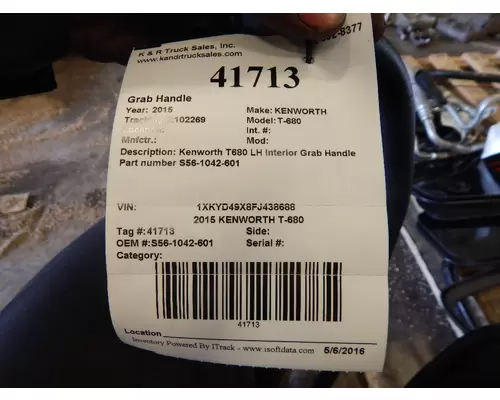 K & R Truck Sales, Inc.
www.kandrtrucksales.com
-8377
41713
Grab Handle
Year: 2015 Make: KENWORTH
Model: T-680
Int. #:
Mnfctr.: Mod:
Description: Kenworth T680 LH Interior Grab Handle
Part number S56-1042-601
VIN: 1XKYD49X8FJ438688
2015 KENWORTH T-680
Tag #: 41713 Side:
OEM #:S56-1042-601 Serial #:
Category:
41713
Location
Inventory Powered By ITrack - www.isoftdata.com 5/6/2016